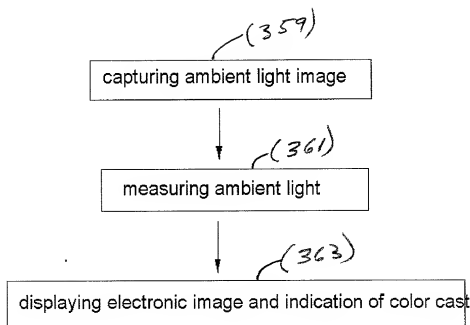 (359)
capturing ambient light image
(361)
measuring ambient light
(363)
displaying electronic image and indication of color cast